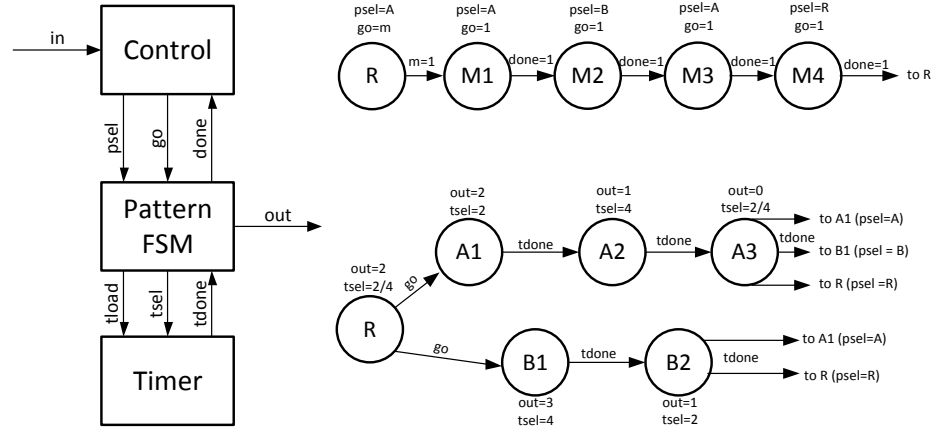 in
Control
psel
go
done
Pattern
FSM
out
tload
tsel
tdone
Timer
psel=A
go=m
psel=A
go=1
psel=B
go=1
psel=A
go=1
psel=R
go=1
R
m=1
M1
done=1
M2
done=1
M3
done=1
M4
done=1
to R
out=2
tsel=2
out=1
tsel=4
out=0
tsel=2/4
A1
tdone
A2
tdone
A3
to A1 (psel=A)
tdone
to B1 (psel = B)
to R (psel =R)
out=2
tsel=2/4
R
go
go
B1
tdone
B2
to A1 (psel=A)
tdone
to R (psel=R)
out=3
tsel=4
out=1
tsel=2